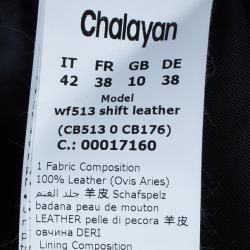 Chalayan
IT FR GB DE
42 38 10 38
Model
wf513 shift leather
(CB513 0 CB176)
C.: 00017160
1 Fabric Composition
100% Leather (Ovis Aries)
羊皮 جلد الغنم Schafspelz
badana peau de mouton
LEATHER pelle di pecora 羊皮
овчина DERI
Lining Composition